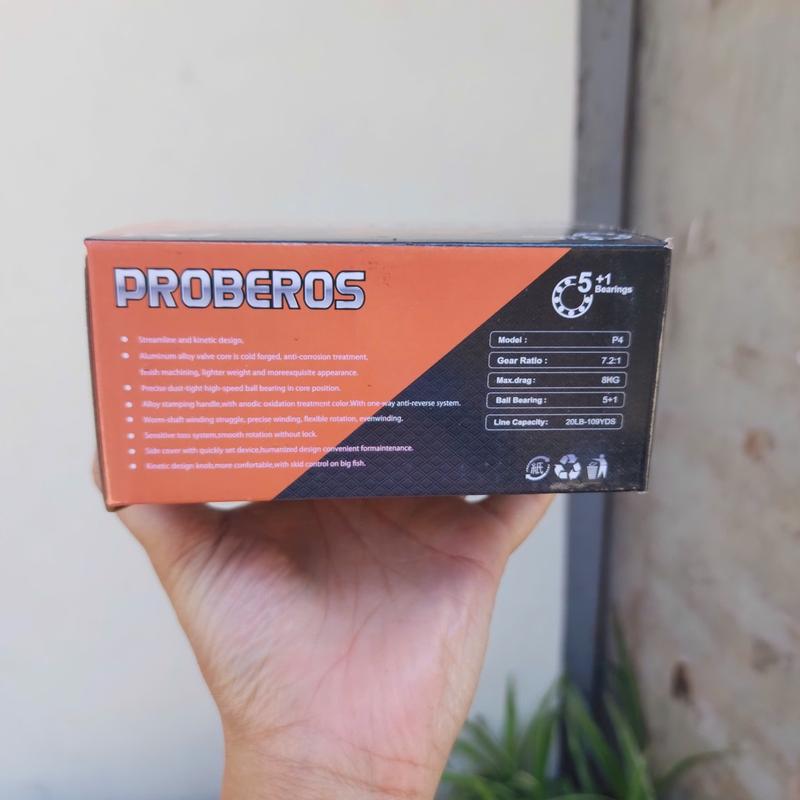 PROBEROS
5+1
Bearings
Streamline and kinetic design,
Aluminum alloy valve core is cold forged, anti-corrosion treatment,
finish machining, lighter weight and moreexquisite appearance.
Precise dust-tight high-speed ball bearing in core position.
Alloy stamping handle,with anodic oxidation treatment color.With one-way anti-reverse system.
Worm-shaft winding struggle, precise winding, flexible rotation, evenwinding.
Sensitive toss system,smooth rotation without lock.
Side cover with quickly set device,humanized design convenient formaintenance.
Kinetic design knob,more confortable,with skid control on big fish.
Model : P4
Gear Ratio : 7.2:1
Max.drag : 8KG
Ball Bearing : 5+1
Line Capacity: 20LB-109YDS
紙